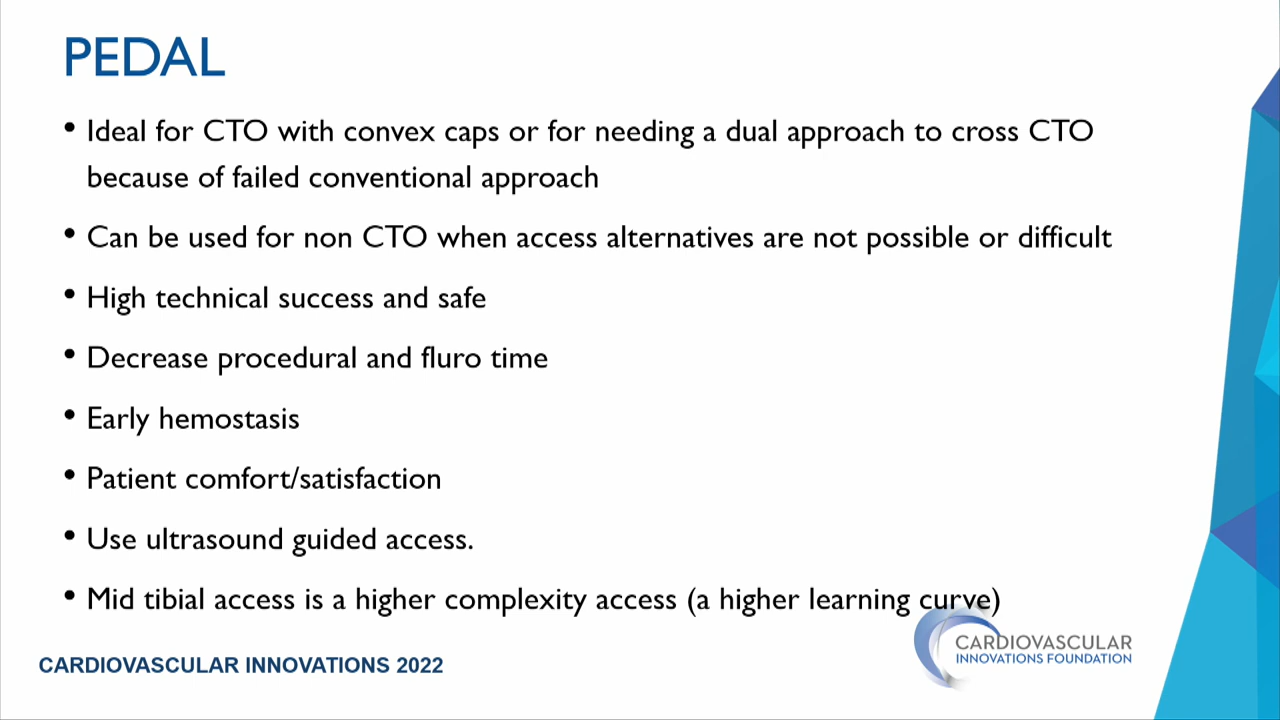 PEDAL
• Ideal for CTO with convex caps or for needing a dual approach to cross CTO
because of failed conventional approach
• Can be used for non CTO when access alternatives are not possible or difficult
• High technical success and safe
• Decrease procedural and fluro time
• Early hemostasis
• Patient comfort/satisfaction
• Use ultrasound guided access.
• Mid tibial access is a higher complexity access (a higher learning curve)
CARDIOVASCULAR INNOVATIONS 2022
CARDIOVASCULAR
INNOVATIONS FOUNDATION